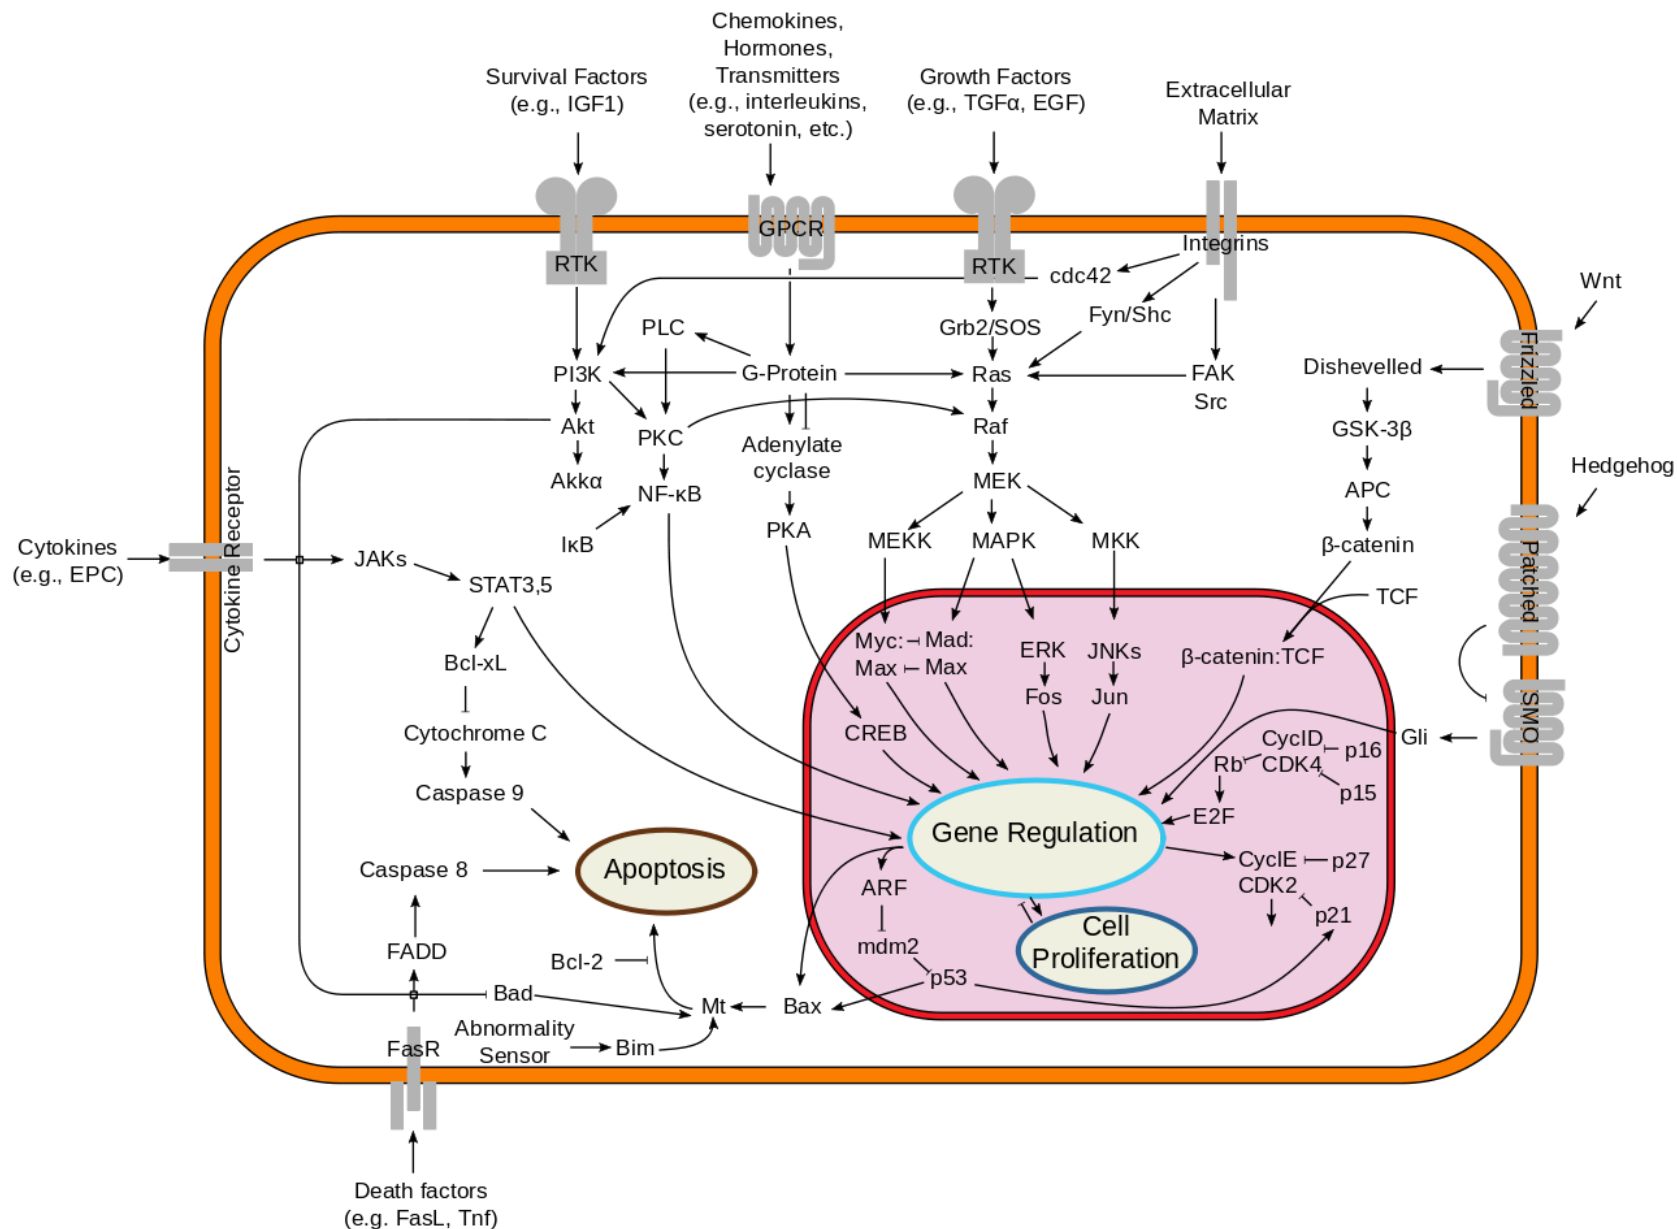 Chemokines,
Hormones,
Transmitters
(e.g., interleukins,
serotonin, etc.)
Survival Factors
(e.g., IGF1)
Growth Factors
(e.g., TGFα, EGF)
Extracellular
Matrix
RTK
GPCR
RTK
Integrins
cdc42
Wnt
Fyn/Shc
PLC
Grb2/SOS
Frizzled
Dishevelled
PI3K
G-Protein
Ras
FAK
Src
Akt
PKC
Raf
GSK-3β
Adenylate
cyclase
Hedgehog
Akkα
NF-κB
MEK
APC
PKA
IκB
MEKK
MAPK
MKK
β-catenin
Cytokines
(e.g., EPC)
Cytokine Receptor
JAKs
STAT3,5
TCF
Patched
Myc:
Mad:
Max
Max
ERK
JNKs
β-catenin:TCF
Bcl-xL
Fos
Jun
SMO
Cytochrome C
CREB
Gli
CyclD
CDK4
p16
Rb
p15
Caspase 9
E2F
Gene Regulation
Caspase 8
Apoptosis
CyclE
CDK2
p27
ARF
p21
Cell
Proliferation
mdm2
FADD
Bcl-2
p53
Bad
Mt
Bax
Abnormality
Sensor
Bim
FasR
Death factors
(e.g. FasL, Tnf)